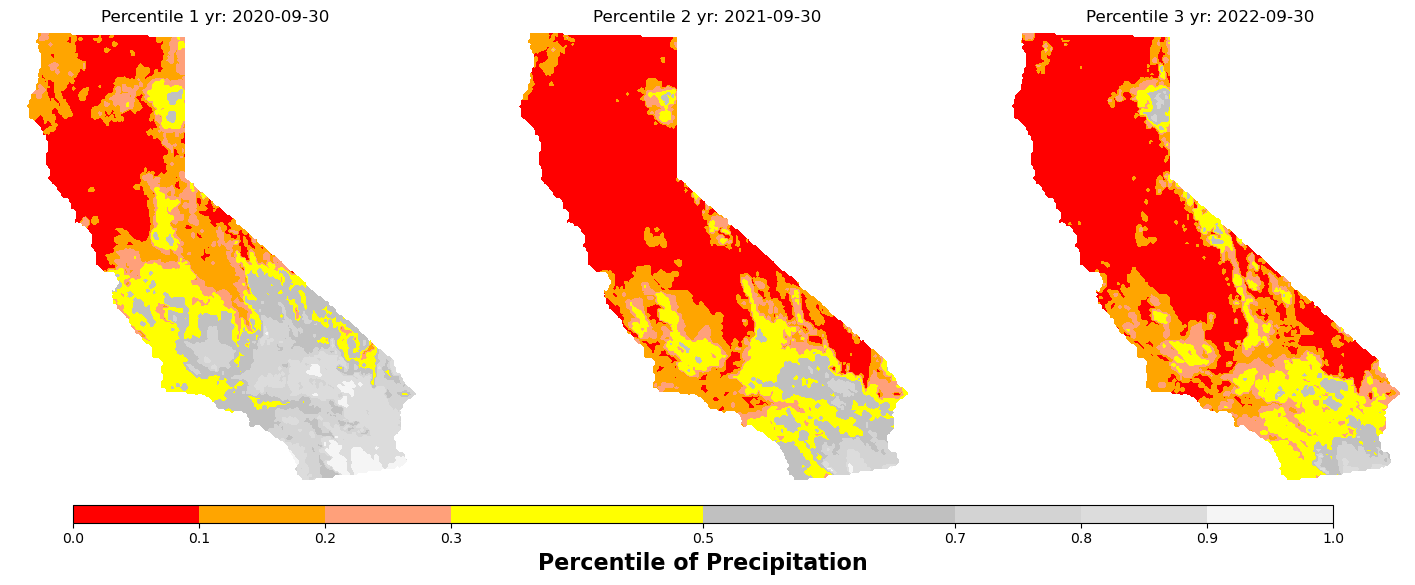 Percentile 1 yr: 2020-09-30
Percentile 2 yr: 2021-09-30
Percentile 3 yr: 2022-09-30
0.0 0.1 0.2 0.3 0.5 0.7 0.8 0.9 1.0
Percentile of Precipitation